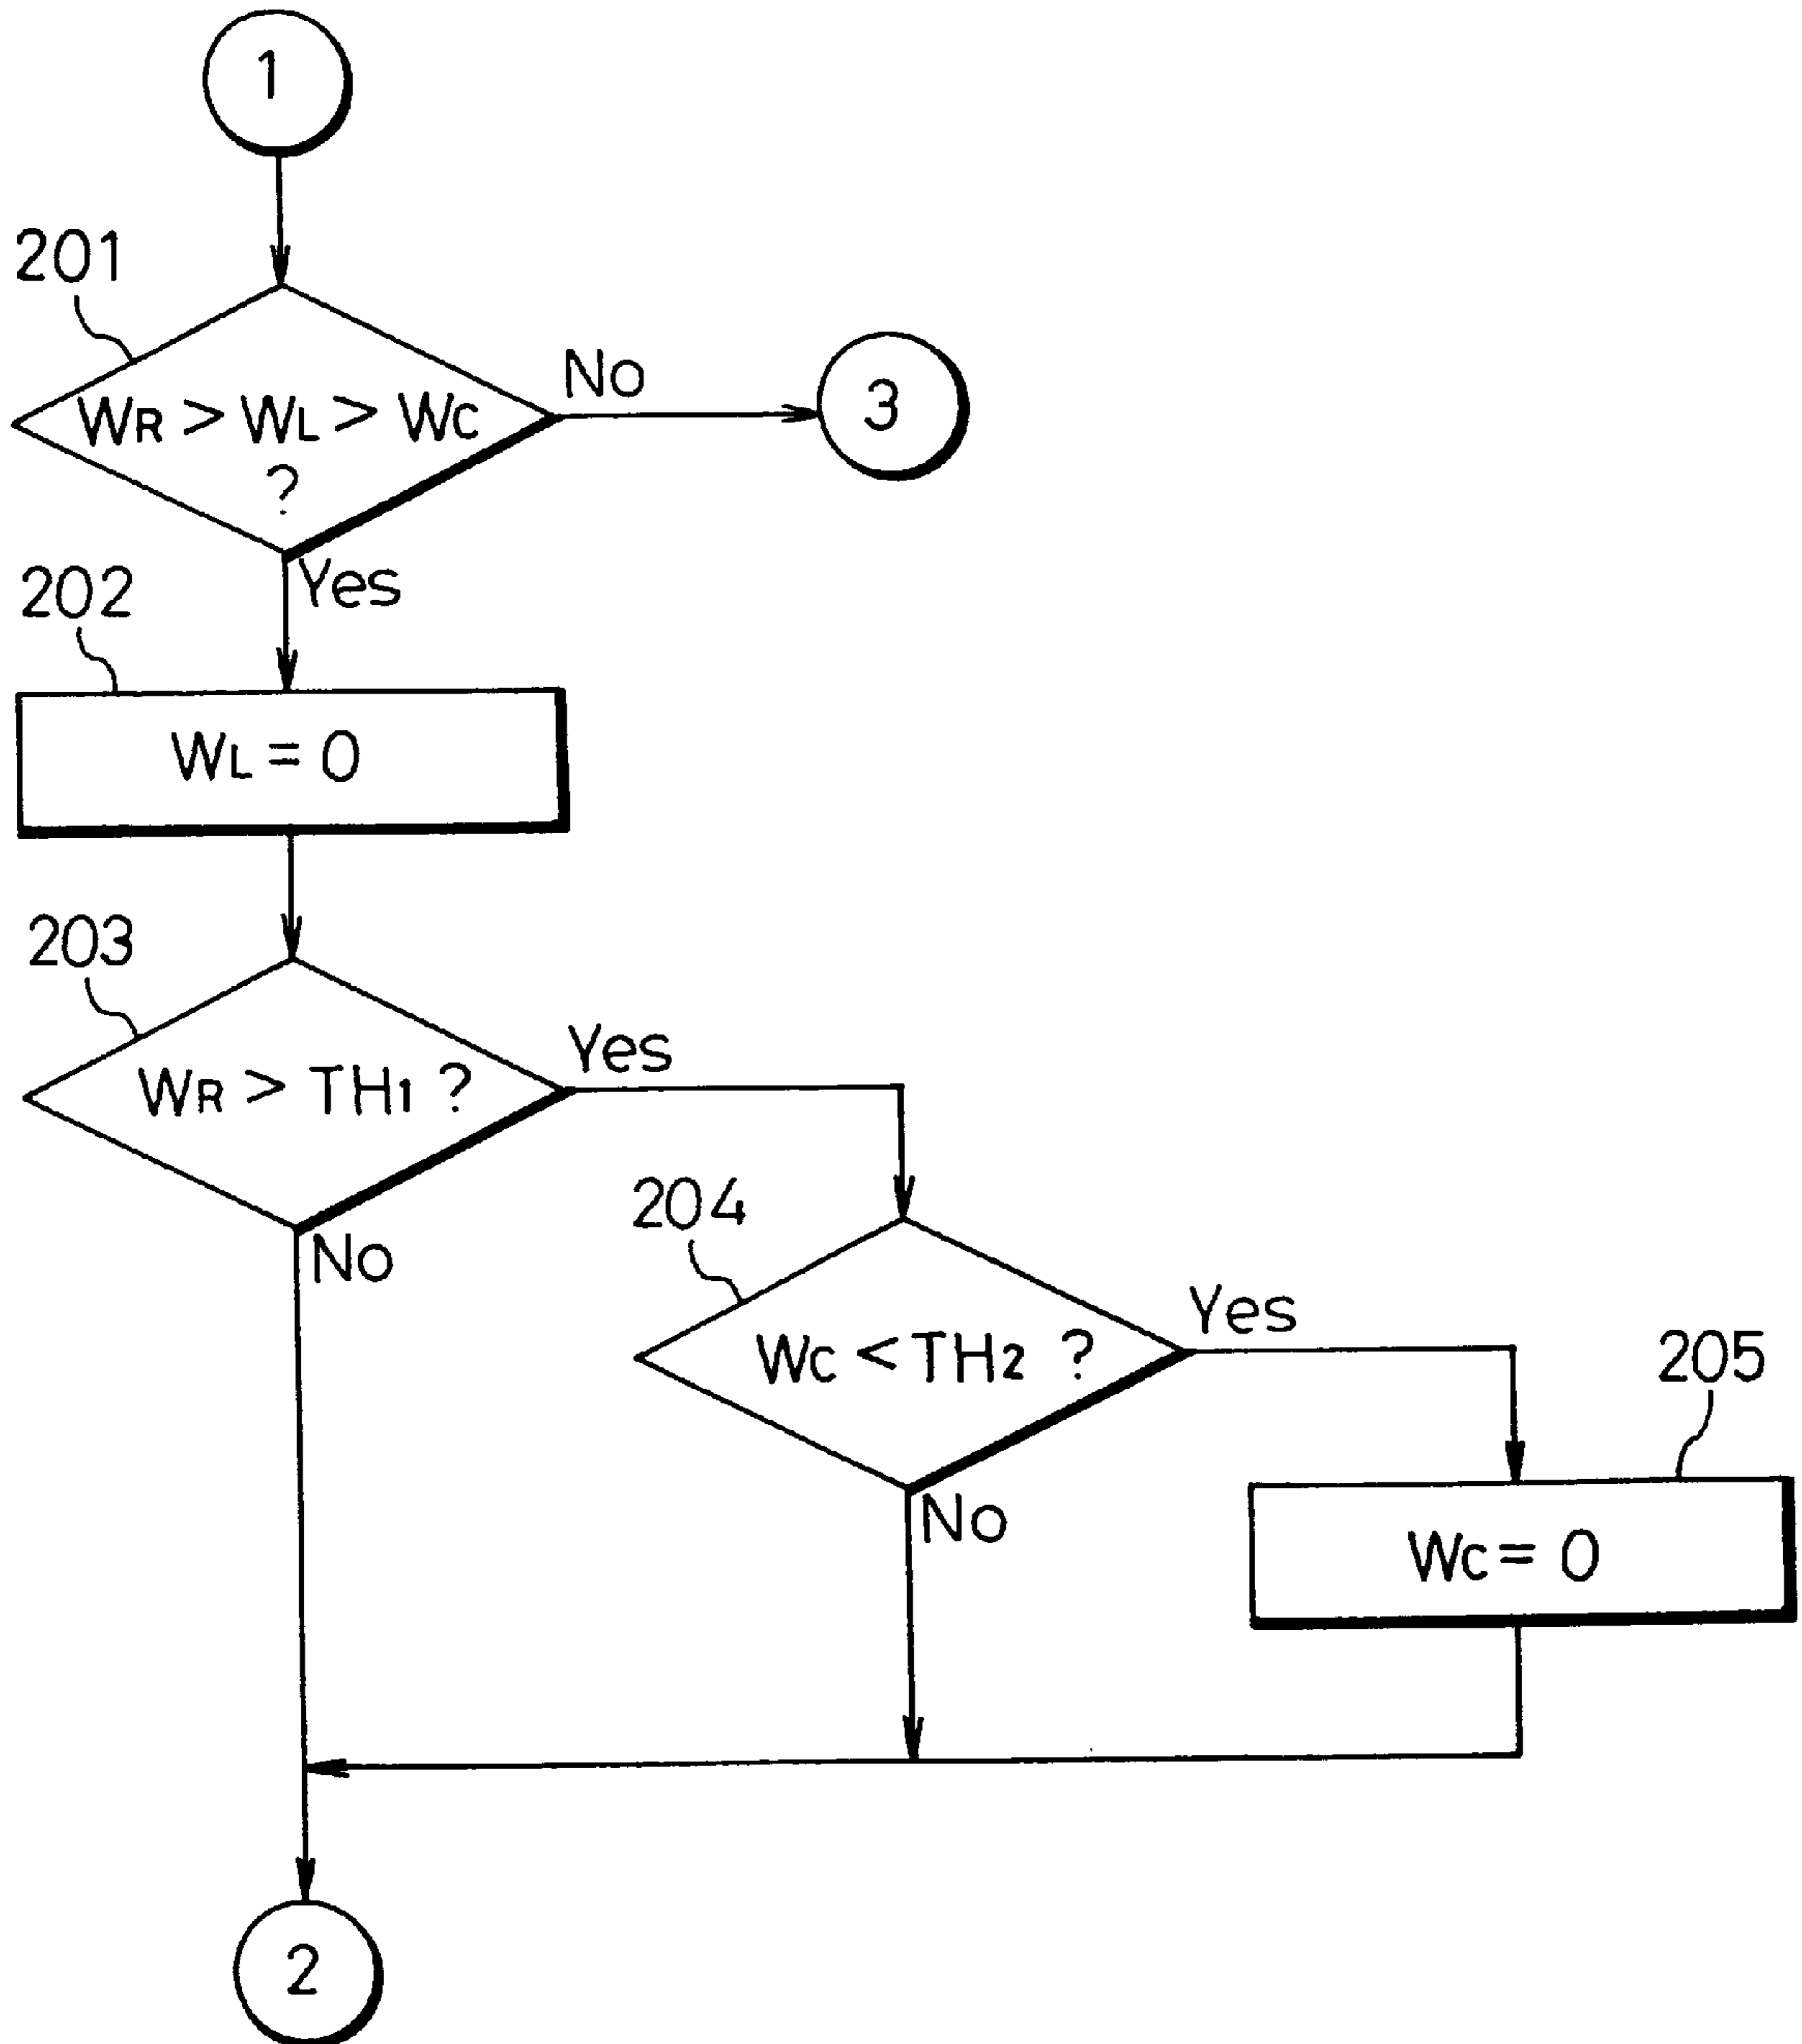 1
201
WR > WL > WC
?
No
3
Yes
202
WL = 0
203
WR > TH1 ?
Yes
No
204
WC < TH2 ?
Yes
No
205
WC = 0
2